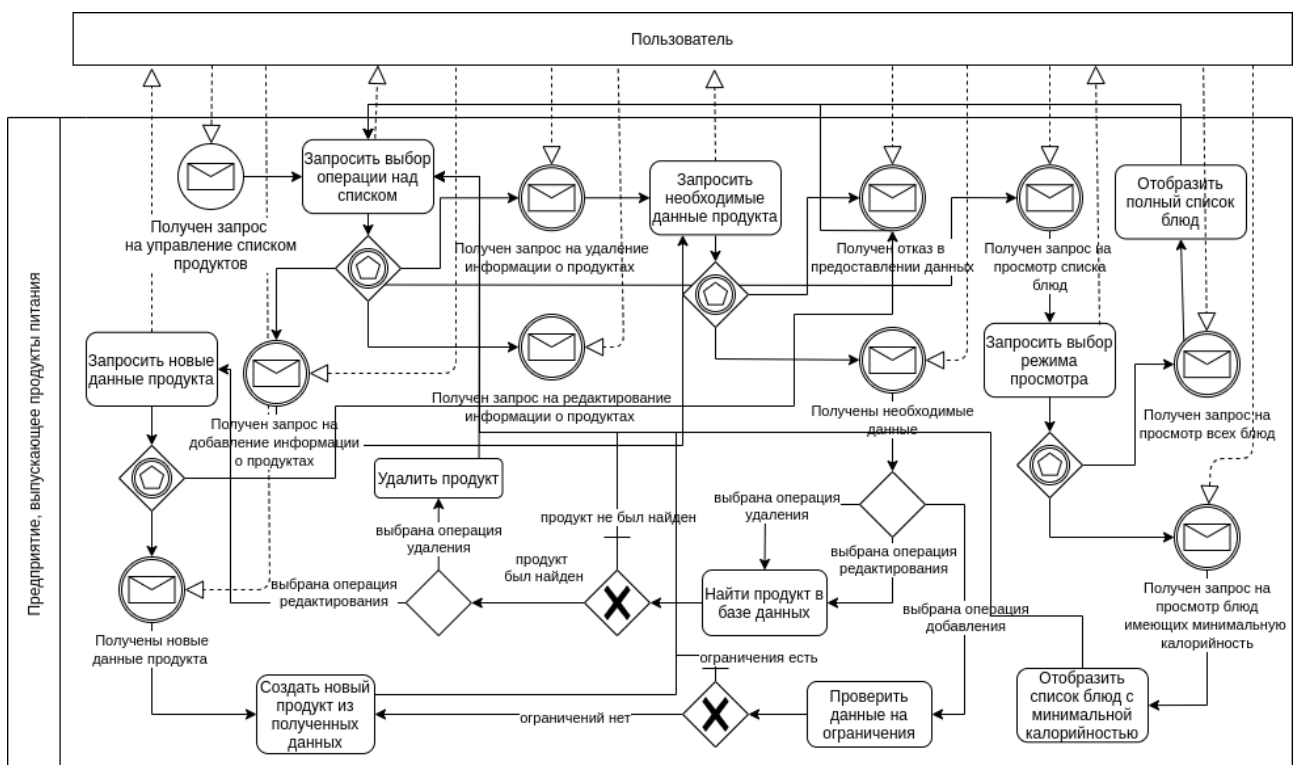 Пользователь
Предприятие, выпускающее продукты питания
Получен запрос
на управление списком
продуктов
Запросить выбор
операции над
списком
Получен запрос на удаление
информации о продуктах
Запросить
необходимые
данные продукта
Получен отказ в
предоставлении данных
Получен запрос на
просмотр списка
блюд
Отобразить
полный список
блюд
Запросить новые
данные продукта
Получен запрос на
добавление информации
о продуктах
Получен запрос на редактирование
информации о продуктах
Получены необходимые
данные
Запросить выбор
режима
просмотра
Получен запрос на
просмотр всех блюд
Удалить продукт
выбрана операция
удаления
продукт не был найден
продукт
был найден
выбрана операция
удаления
выбрана операция
редактирования
выбрана операция
редактирования
Найти продукт в
базе данных
выбрана операция
добавления
Получен запрос на
просмотр блюд
имеющих минимальную
калорийность
Получены новые
данные продукта
Создать новый
продукт из
полученных
данных
ограничений нет
ограничения есть
Проверить
данные на
ограничения
Отобразить
список блюд с
минимальной
калорийностью